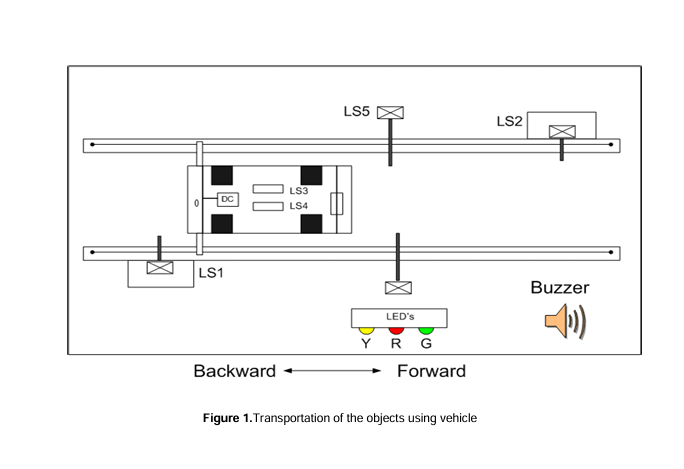 LS5
LS2
LS3
DC
0
LS4
LS1
Buzzer
LED's
Y R G
Backward Forward
Figure 1.Transportation of the objects using vehicle